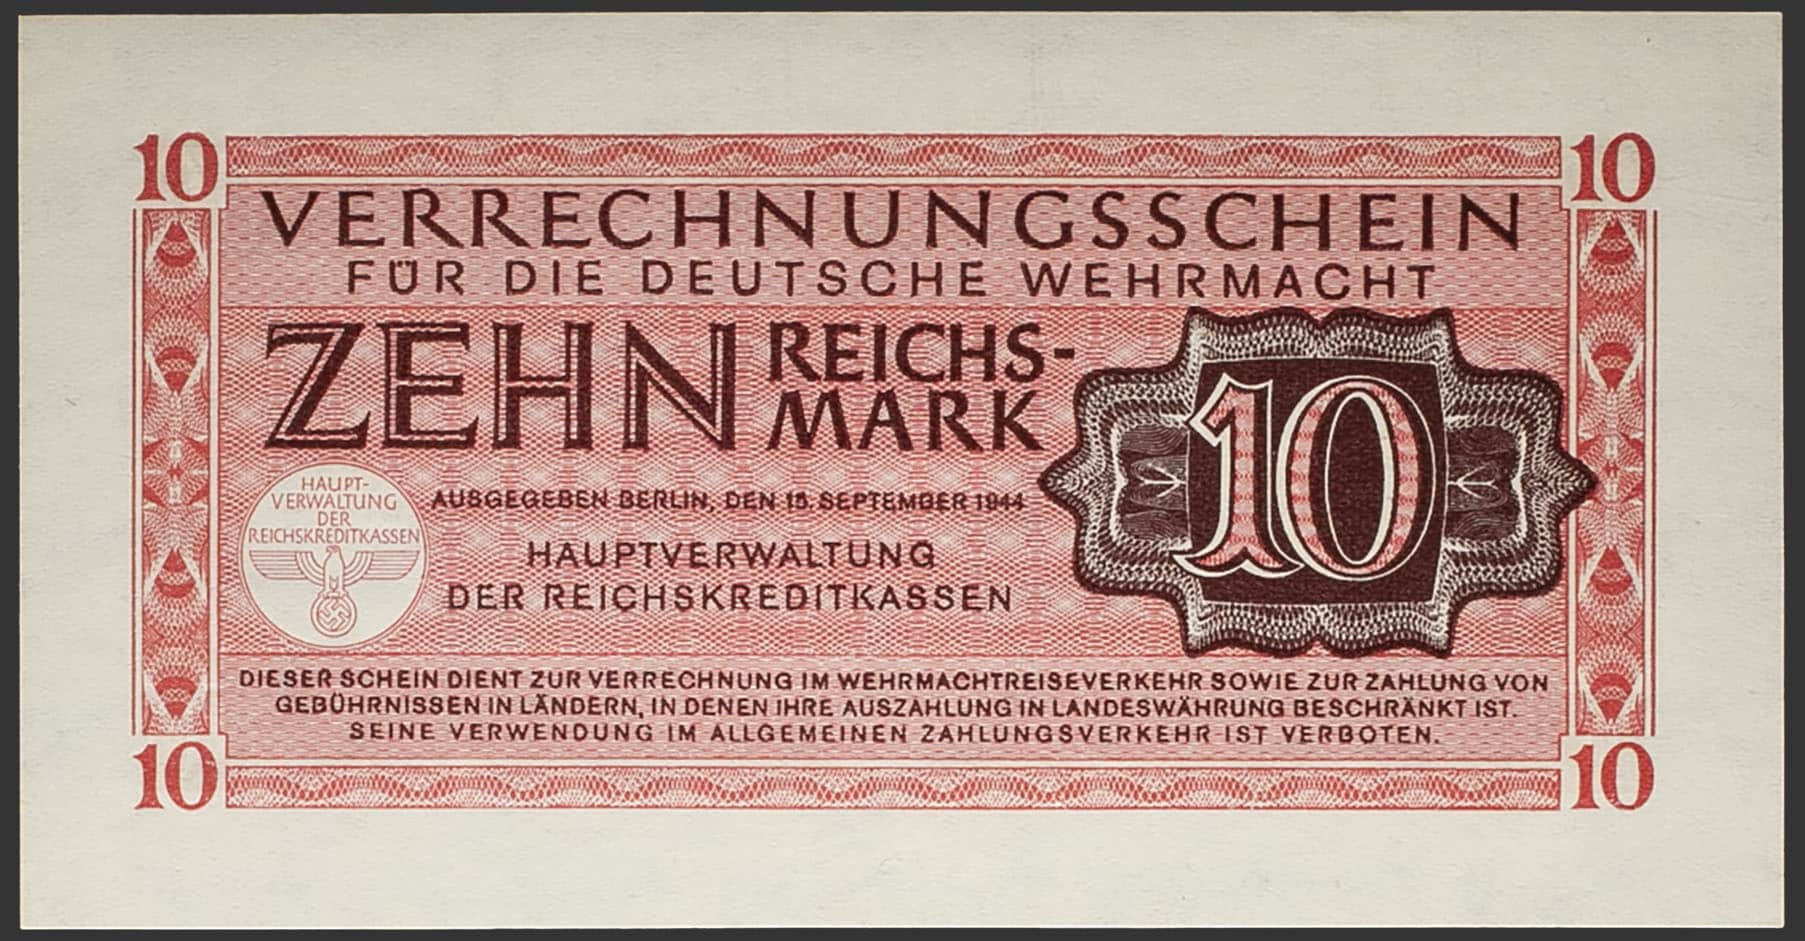 10 10
VERRECHNUNGSSCHEIN
FÜR DIE DEUTSCHE WEHRMACHT
ZEHN REICHS-
MARK
10
HAUPT-
VERWALTUNG
DER
REICHSKREDITKASSEN
AUSGEGEBEN BERLIN, DEN 15. SEPTEMBER 1944
HAUPTVERWALTUNG
DER REICHSKREDITKASSEN
DIESER SCHEIN DIENT ZUR VERRECHNUNG IM WEHRMACHTREISEVERKEHR SOWIE ZUR ZAHLUNG VON
GEBÜHRNISSEN IN LÄNDERN, IN DENEN IHRE AUSZAHLUNG IN LANDESWÄHRUNG BESCHRÄNKT IST.
SEINE VERWENDUNG IM ALLGEMEINEN ZAHLUNGSVERKEHR IST VERBOTEN.
10 10